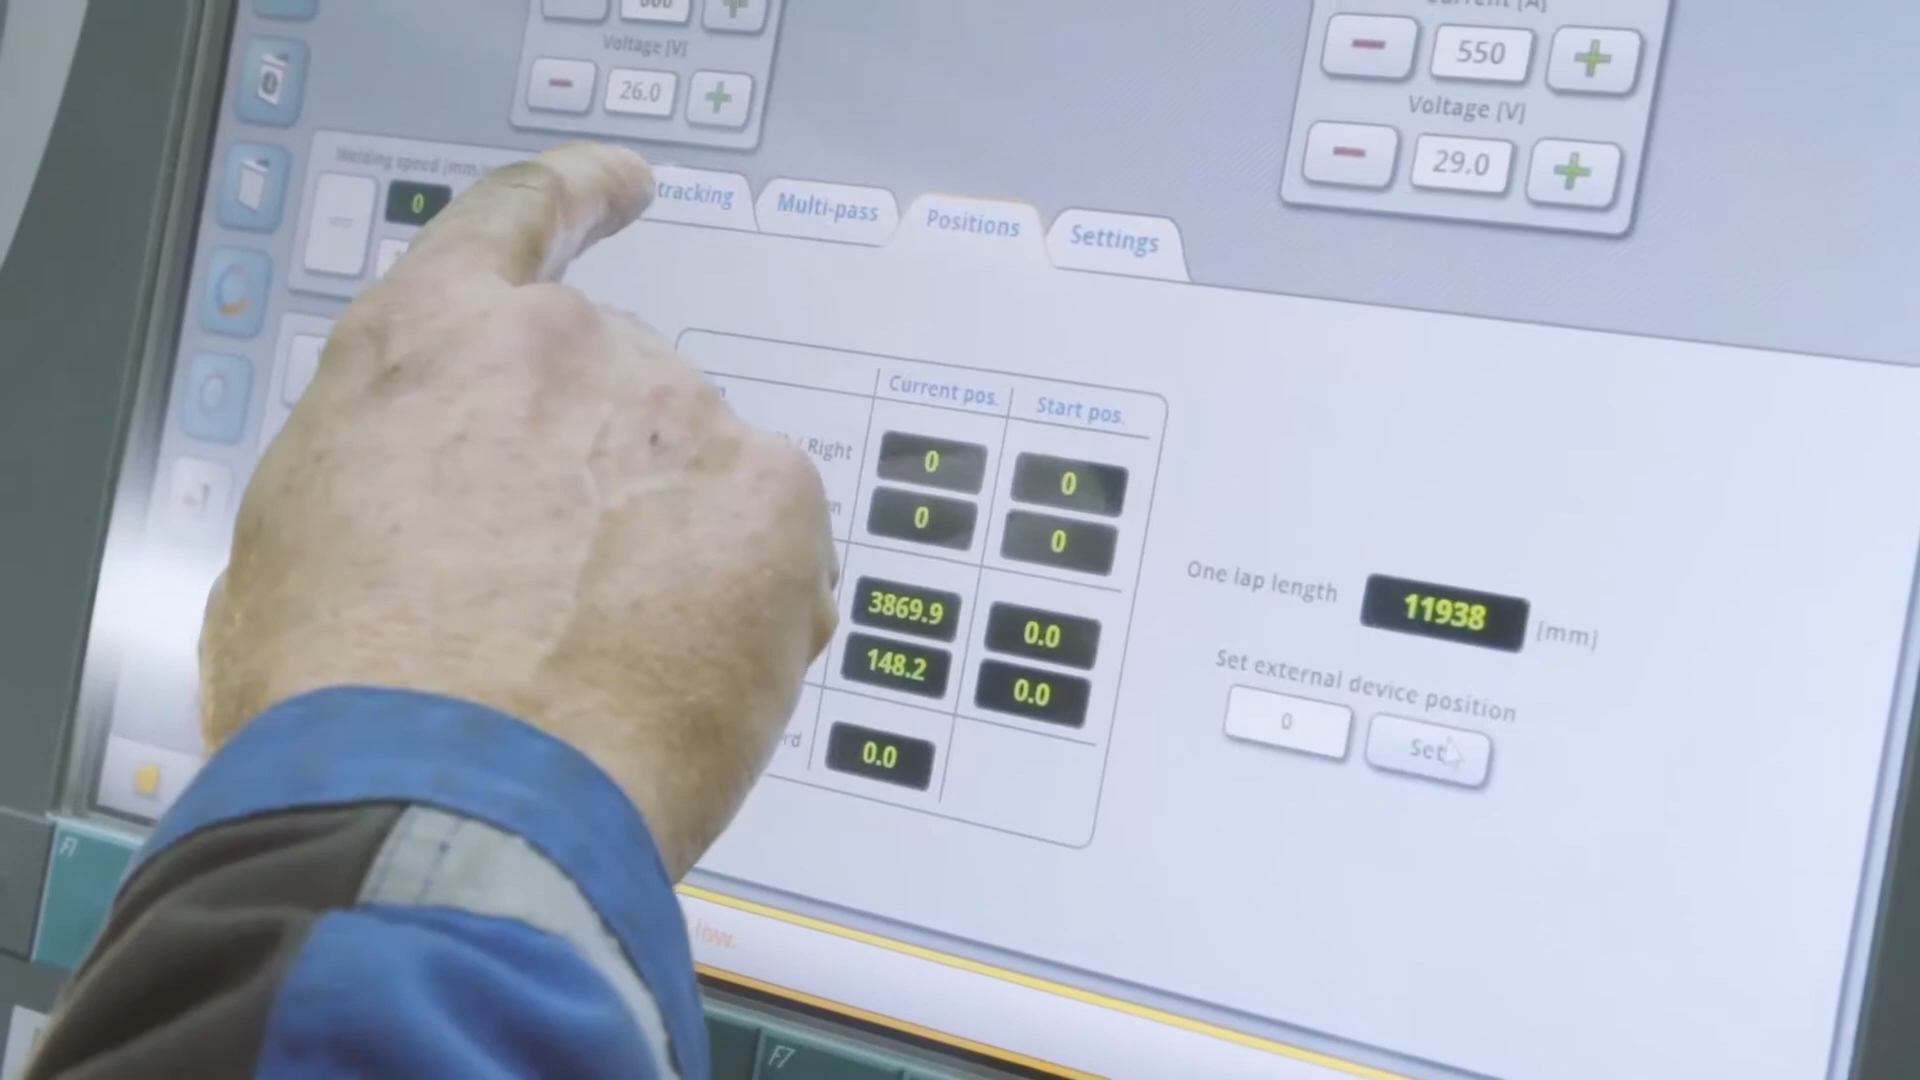 Voltage [V]
26.0
550
Voltage [V]
29.0
Welding speed
0
tracking
Multi-pass
Positions
Settings
Current pos.
Start pos.
/ Right
0
0
0
0
3869.9
0.0
148.2
0.0
0.0
One lap length
11938
[mm]
Set external device position
0
Set
low.
F7